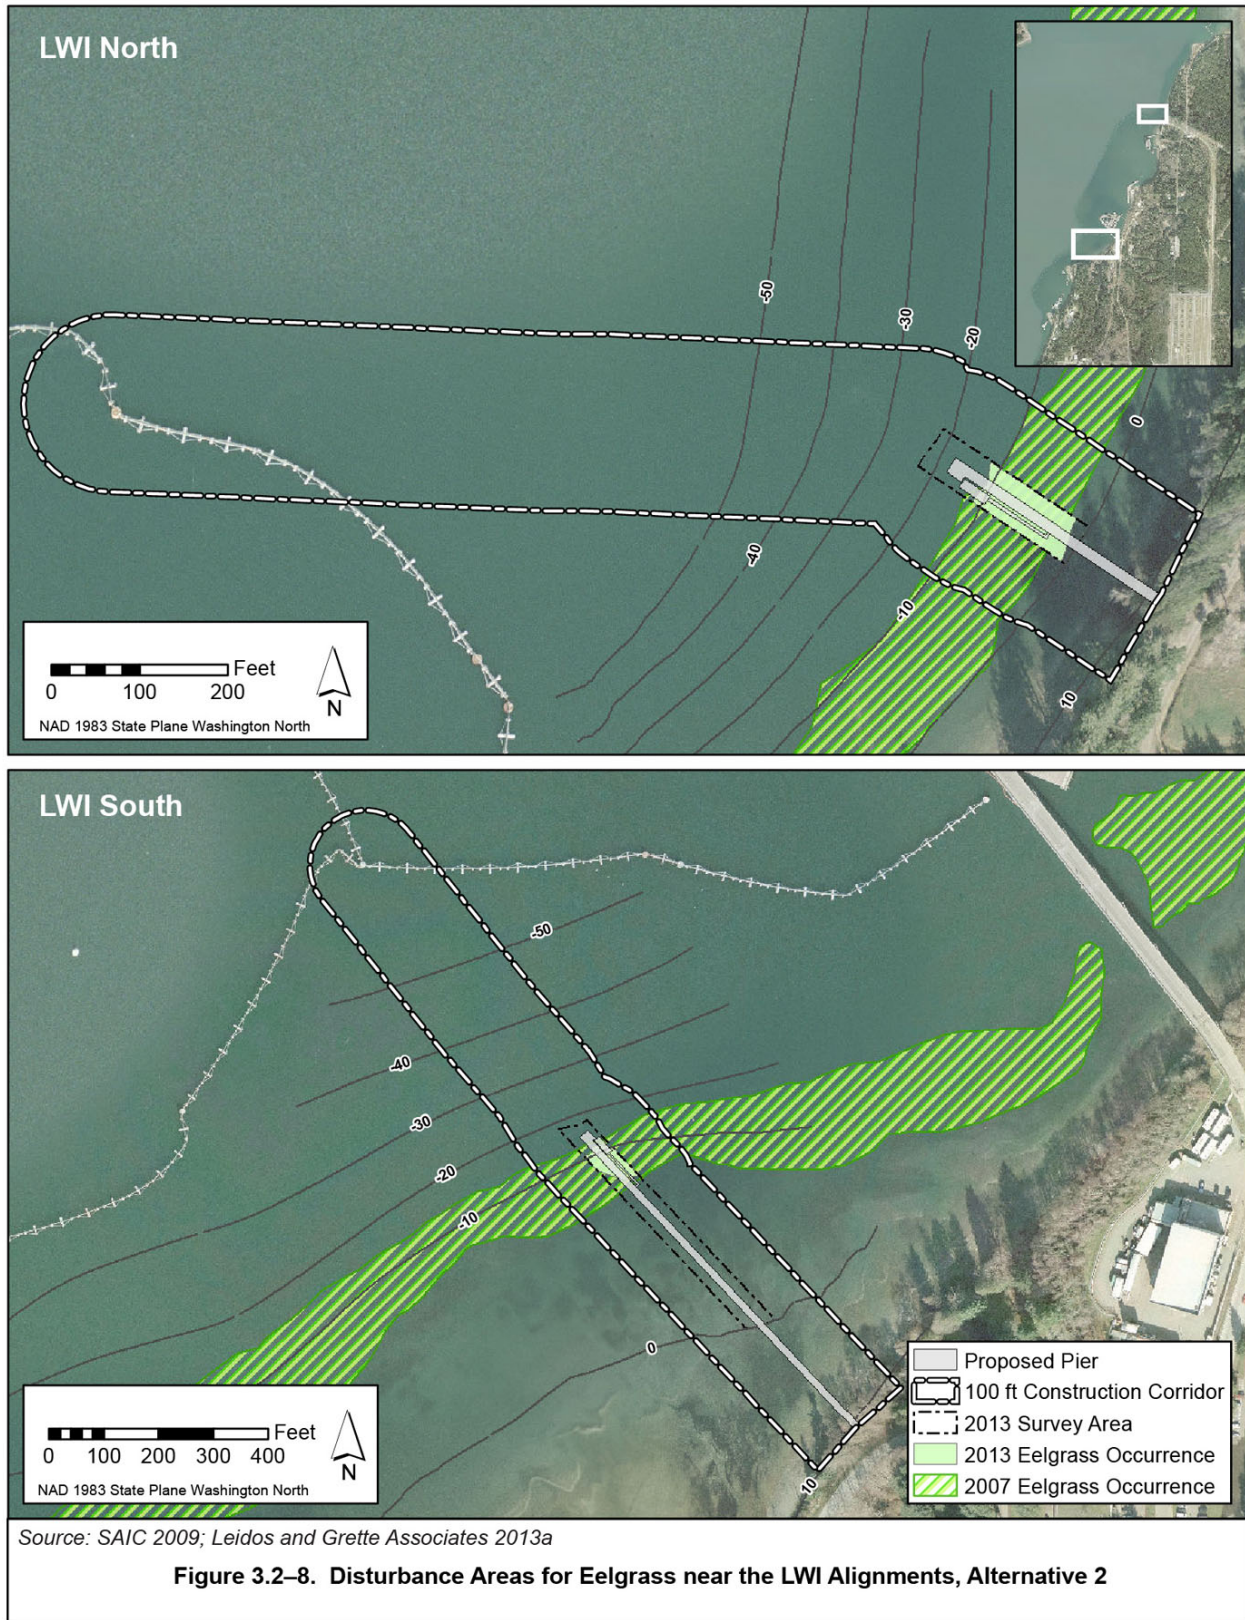 LWI North
-50
-30
-20
0
-40
-10
10
Feet
0 100 200
N
NAD 1983 State Plane Washington North
LWI South
-50
-40
-30
-20
-10
0
10
Feet
0 100 200 300 400
N
NAD 1983 State Plane Washington North
Proposed Pier
100 ft Construction Corridor
2013 Survey Area
2013 Eelgrass Occurrence
2007 Eelgrass Occurrence
Source: SAIC 2009; Leidos and Grette Associates 2013a
Figure 3.2–8. Disturbance Areas for Eelgrass near the LWI Alignments, Alternative 2